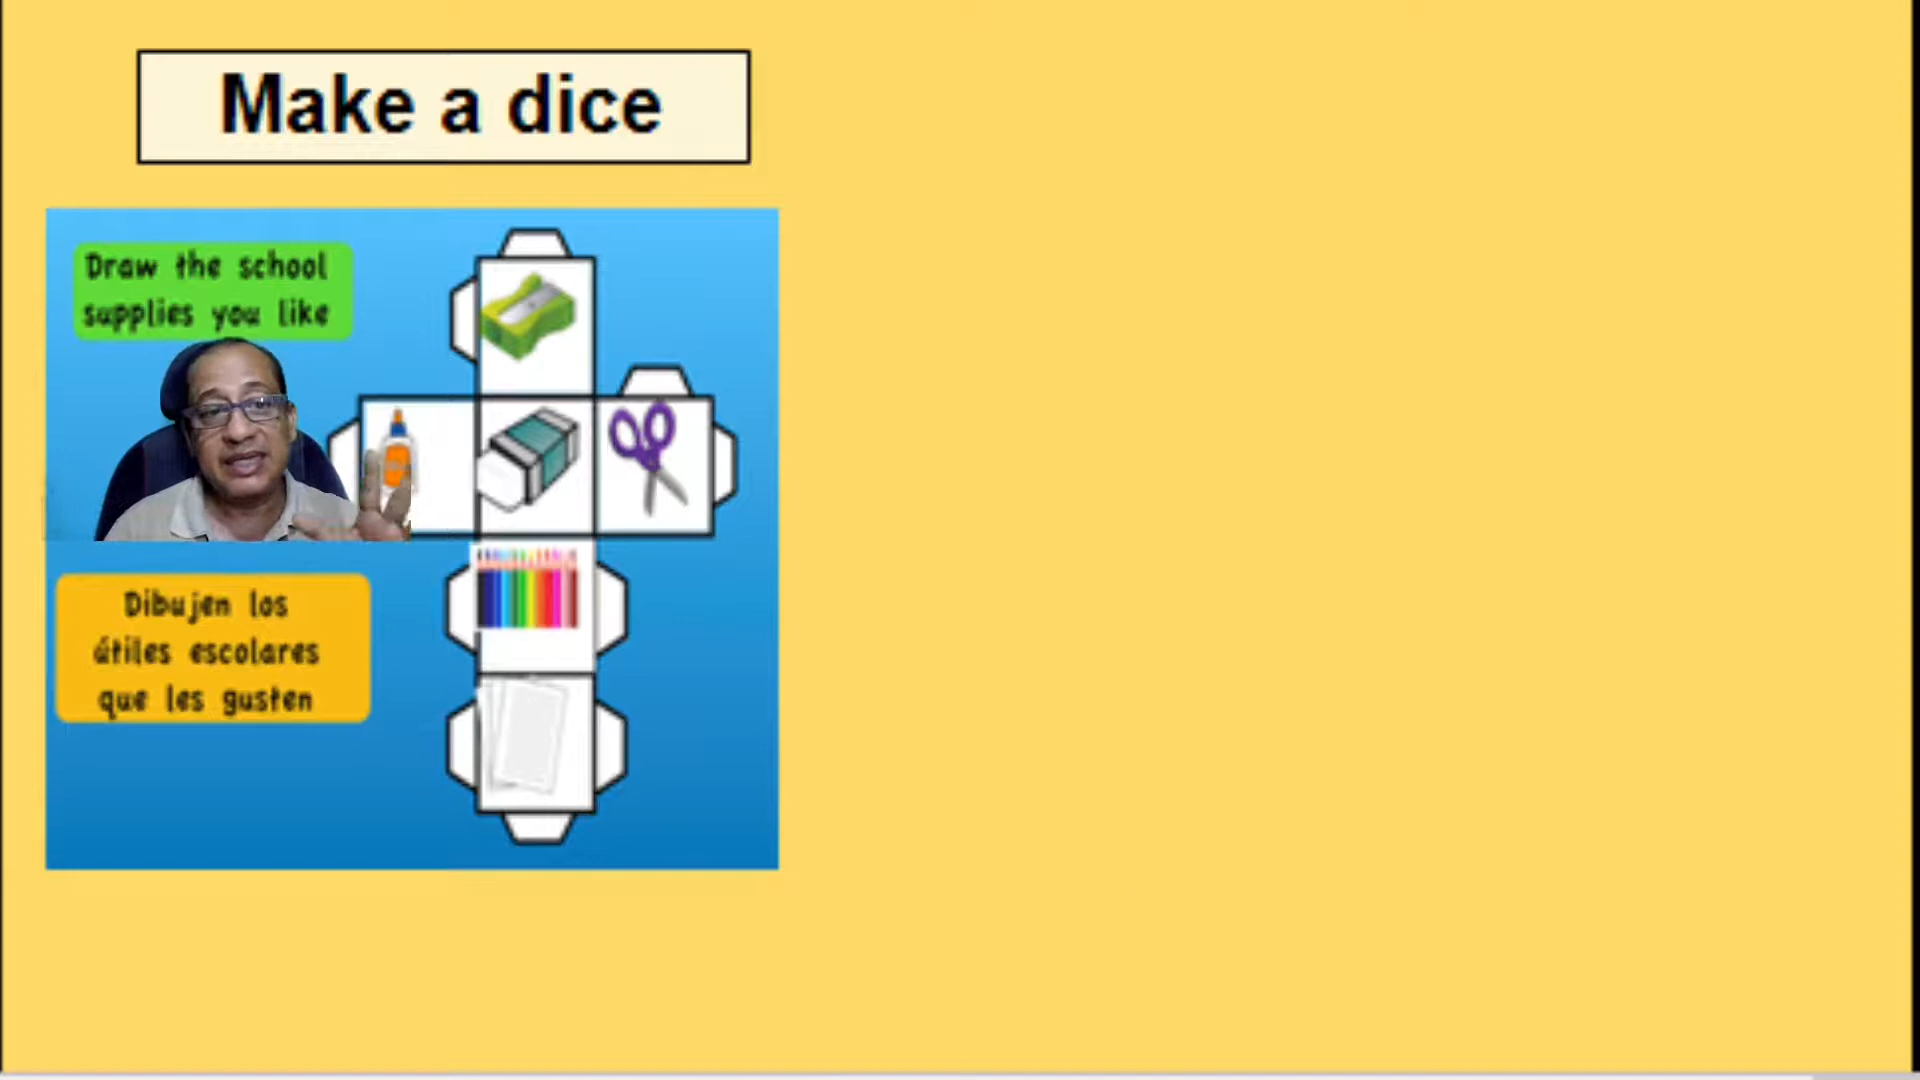 Make a dice
Draw the school
supplies you like
Dibujen los
útiles escolares
que les gusten